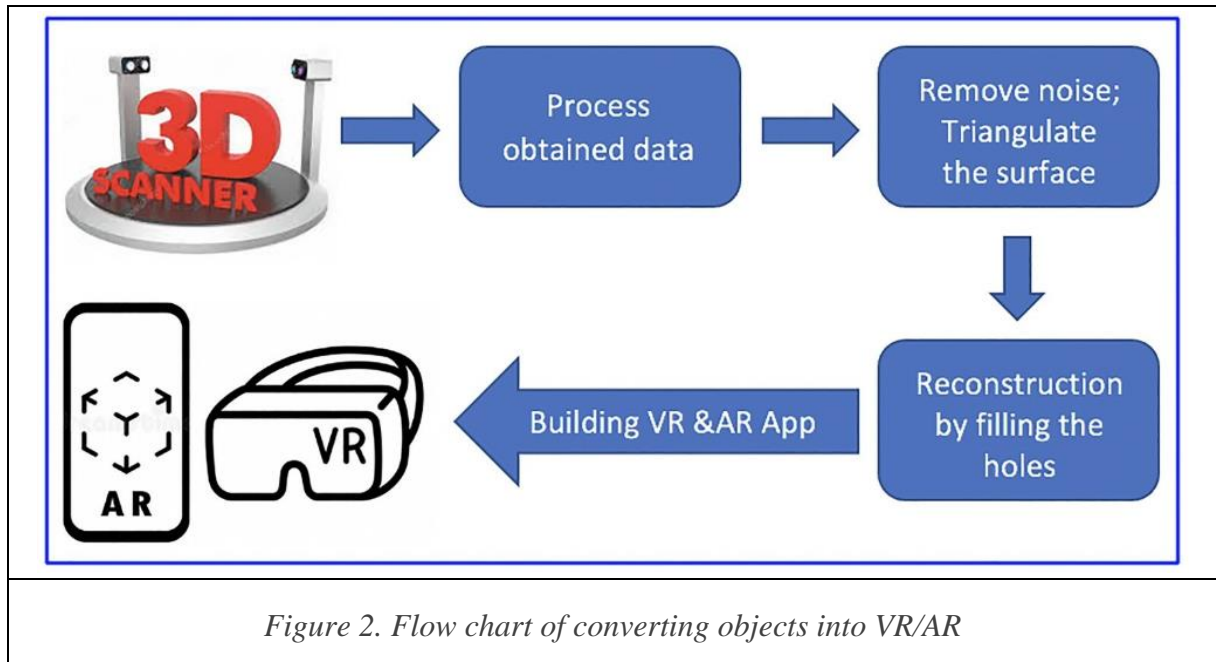 3D
SCANNER
Process
obtained data
Remove noise;
Triangulate
the surface
Reconstruction
by filling the
holes
Building VR &AR App
VR
AR
Figure 2. Flow chart of converting objects into VR/AR